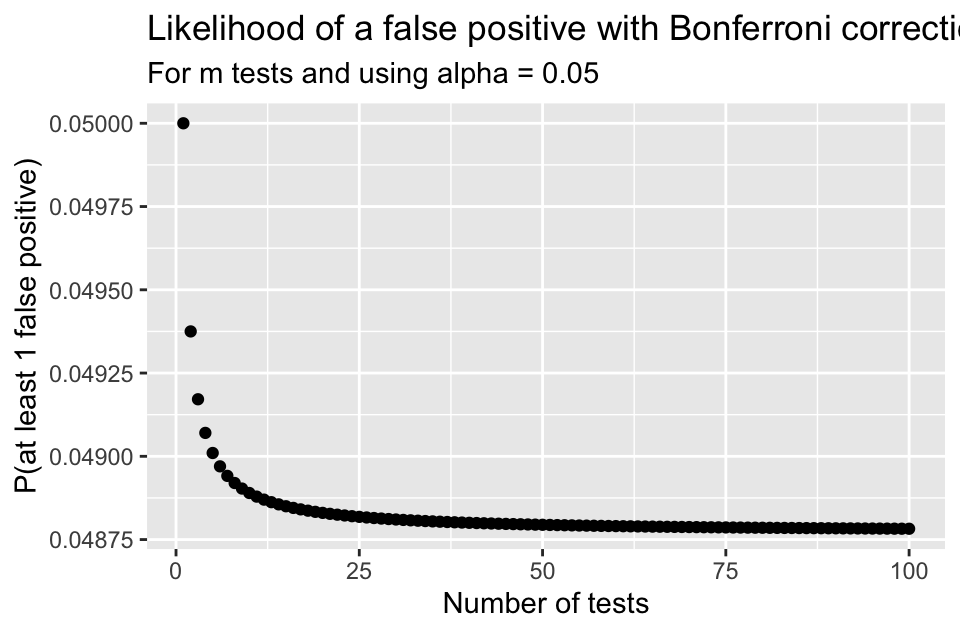 Likelihood of a false positive with Bonferroni correcti
For m tests and using alpha = 0.05
P(at least 1 false positive)
0.05000
0.04975
0.04950
0.04925
0.04900
0.04875
0 25 50 75 100
Number of tests